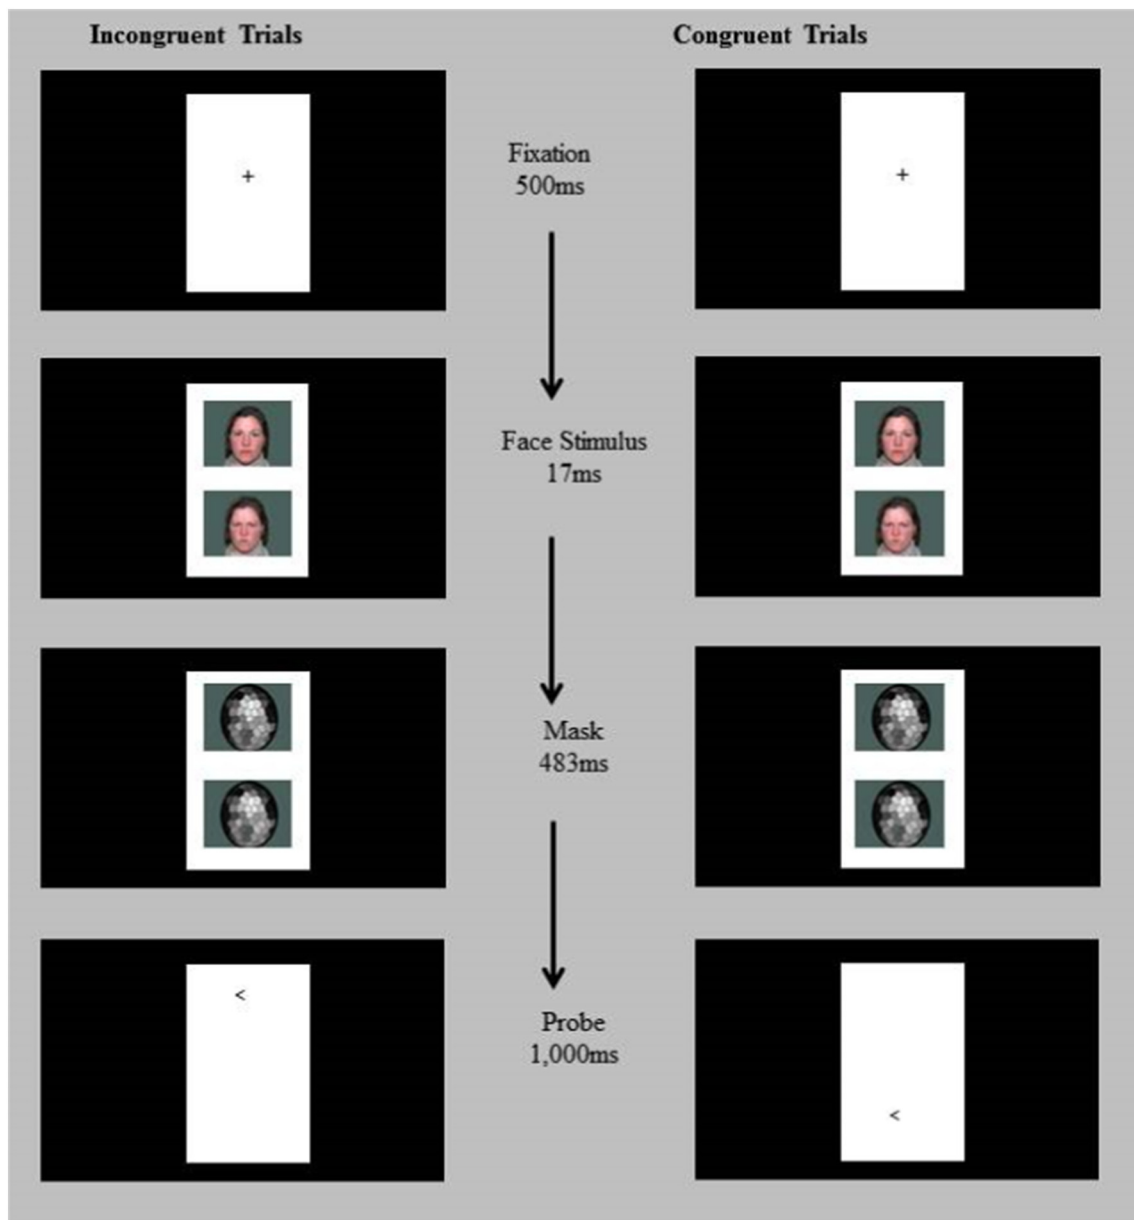 Incongruent Trials
Congruent Trials
+
+
Fixation
500ms
Face Stimulus
17ms
Mask
483ms
<
Probe
1,000ms
<